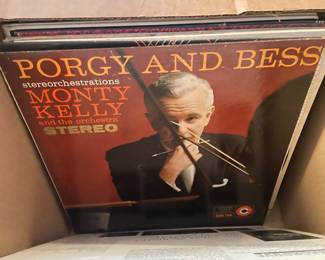 PORGY AND BESS
stereorchestrations
MONTY
KELLY
and the orchestra
STEREO